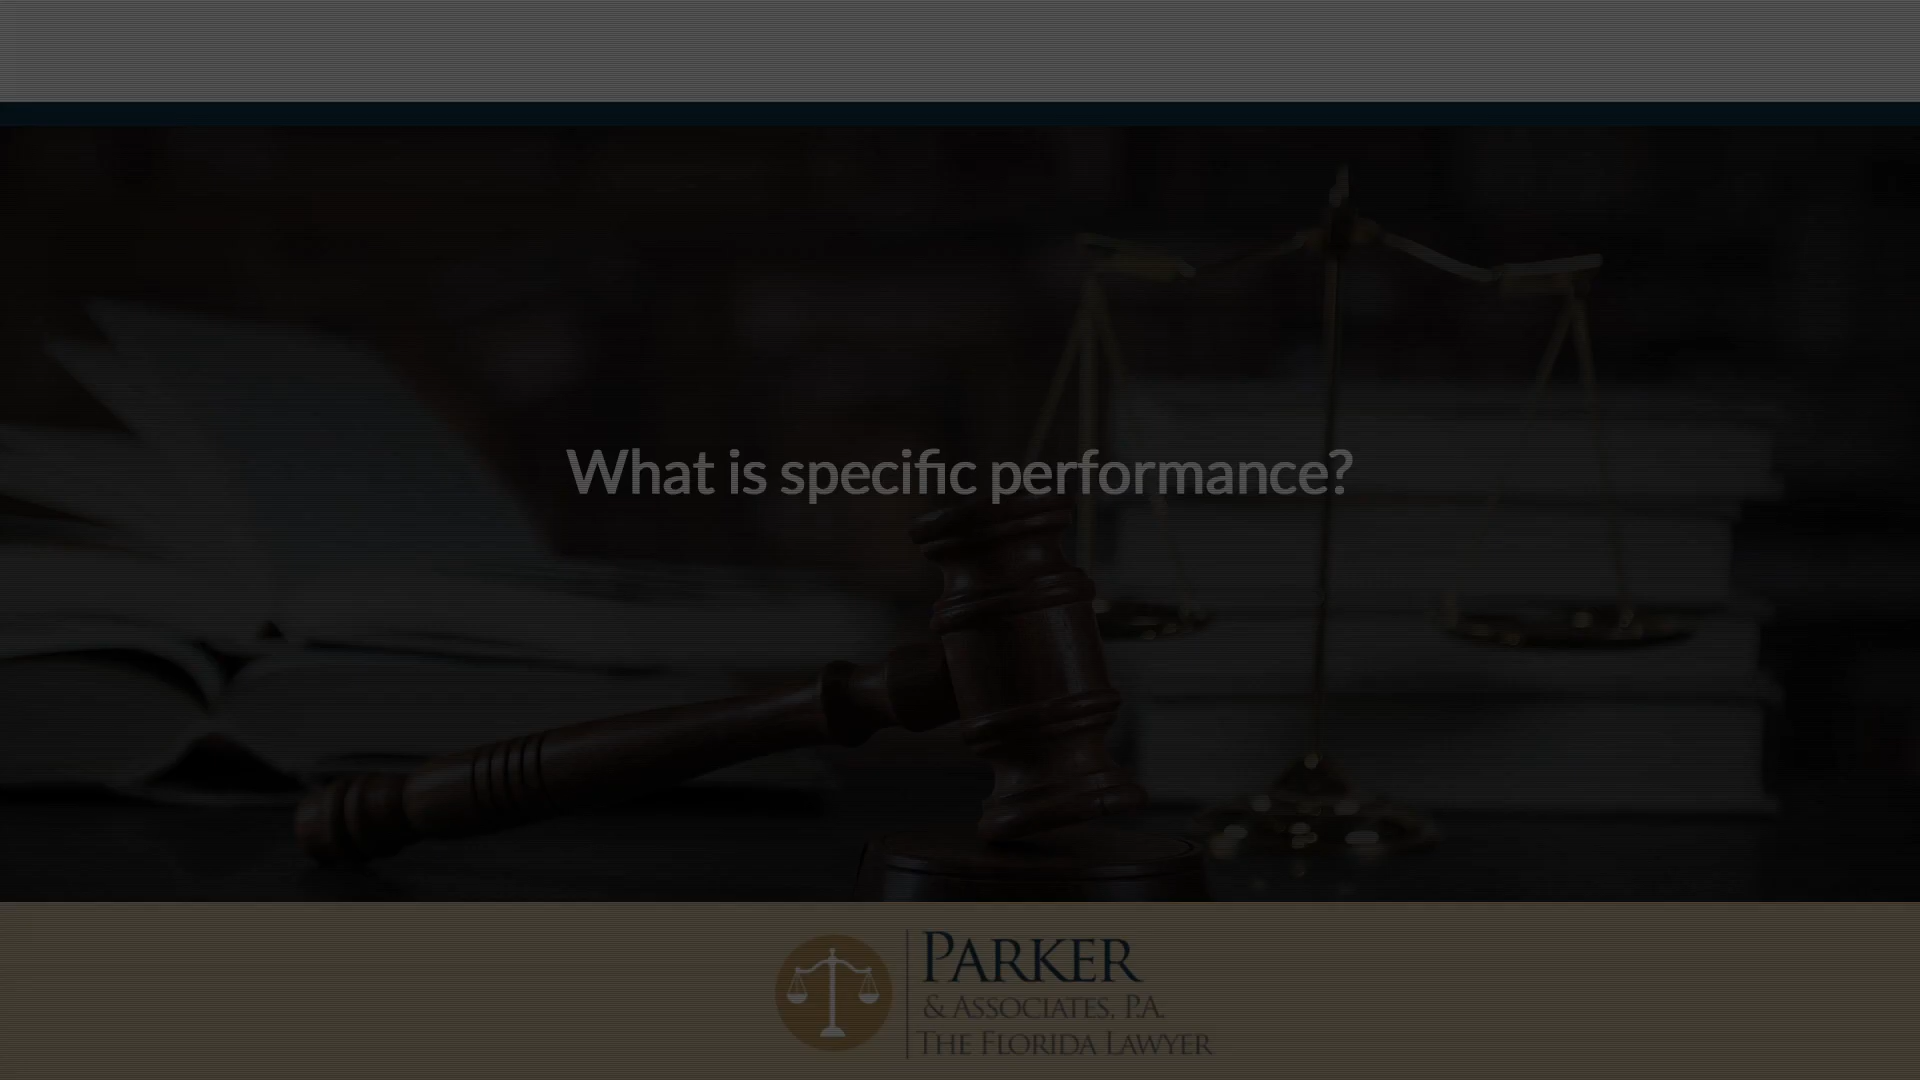 What is specific performance?
PARKER
& ASSOCIATES, P.A.
THE FLORIDA LAWYER